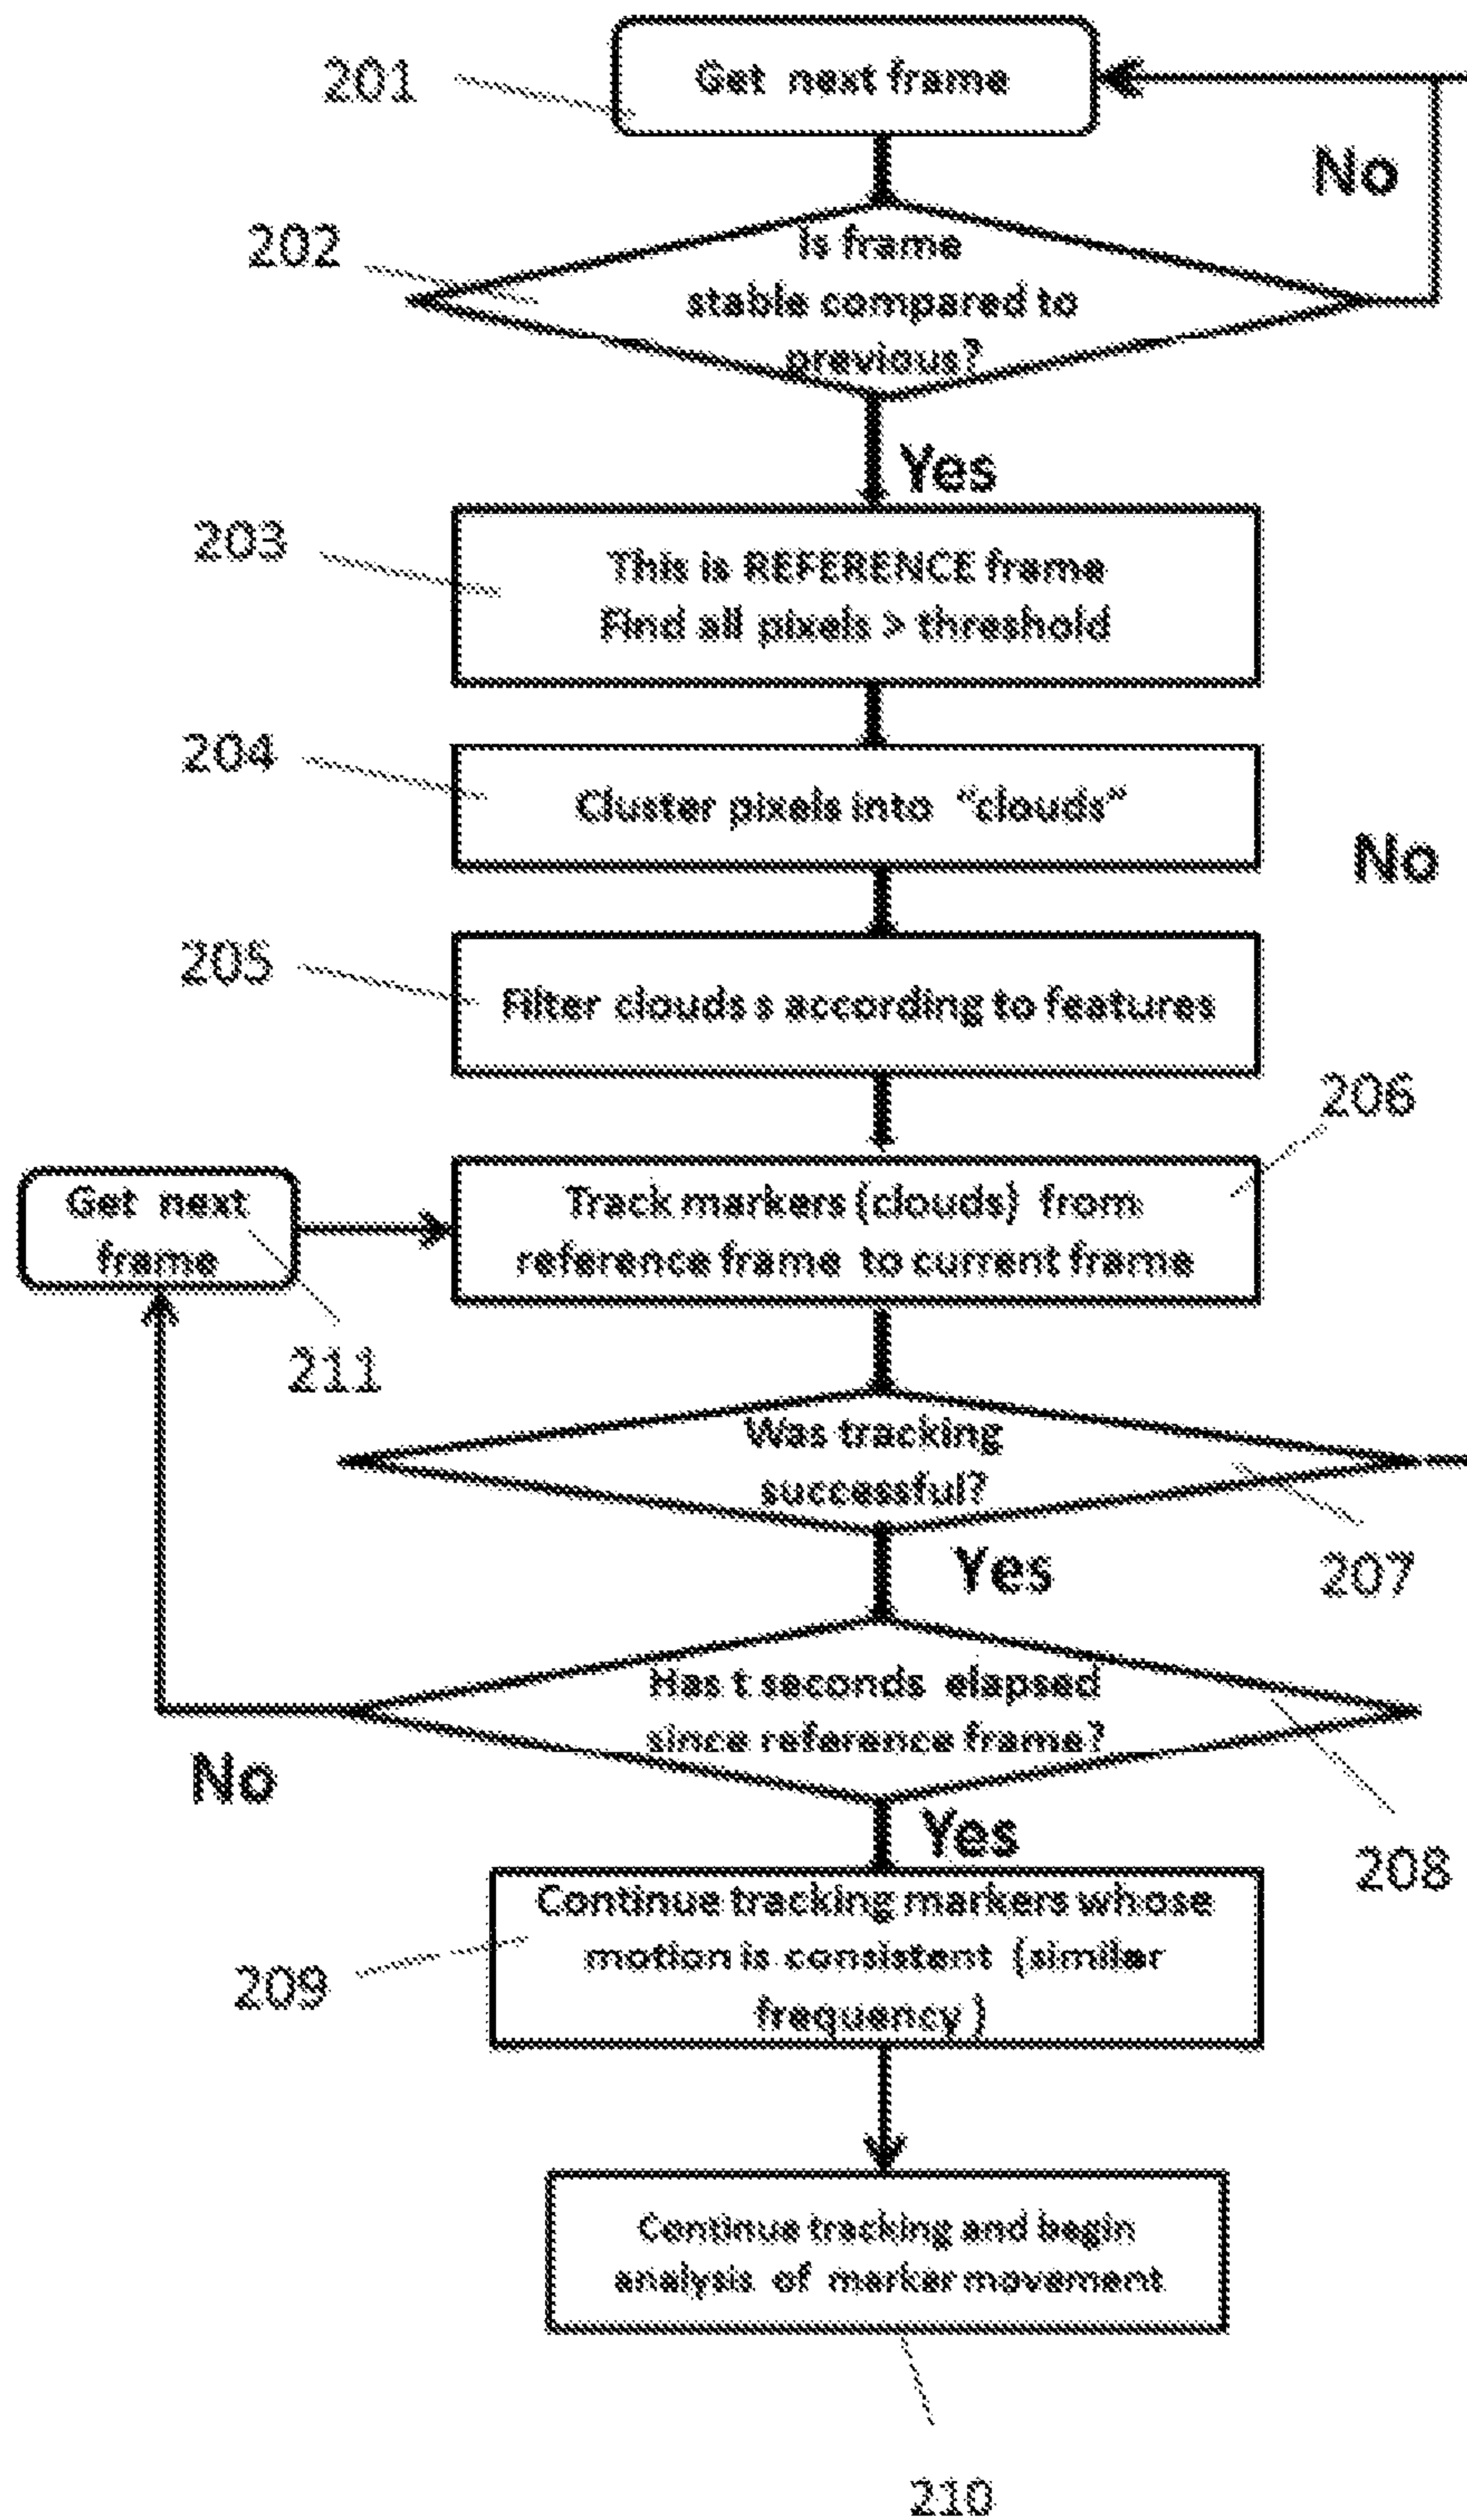 201
Get next frame
No
202
Is frame
stable compared to
previous?
Yes
203
This is REFERENCE frame
Find all pixels > threshold
204
Cluster pixels into "clouds"
No
205
Filter clouds s according to features
206
Get next
frame
Track markers (clouds) from
reference frame to current frame
211
Was tracking
successful?
Yes
207
Has t seconds elapsed
since reference frame?
No
Yes
208
Continue tracking markers whose
motion is consistent (similar
frequency)
209
Continue tracking and begin
analysis of marker movement
210